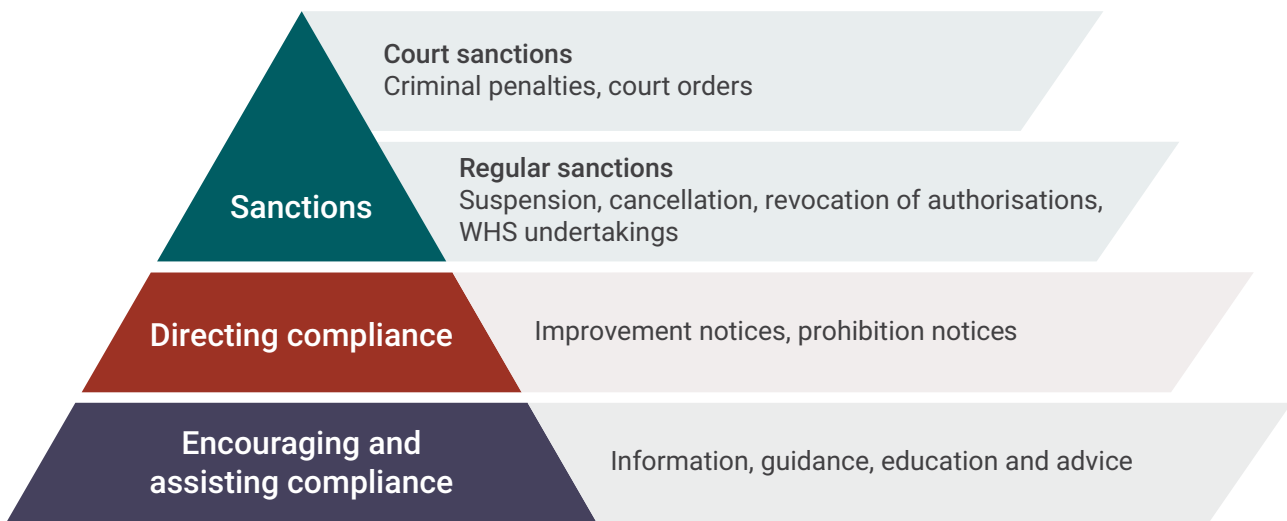 Court sanctions
Criminal penalties, court orders
Sanctions
Regular sanctions
Suspension, cancellation, revocation of authorisations,
WHS undertakings
Directing compliance
Improvement notices, prohibition notices
Encouraging and
assisting compliance
Information, guidance, education and advice